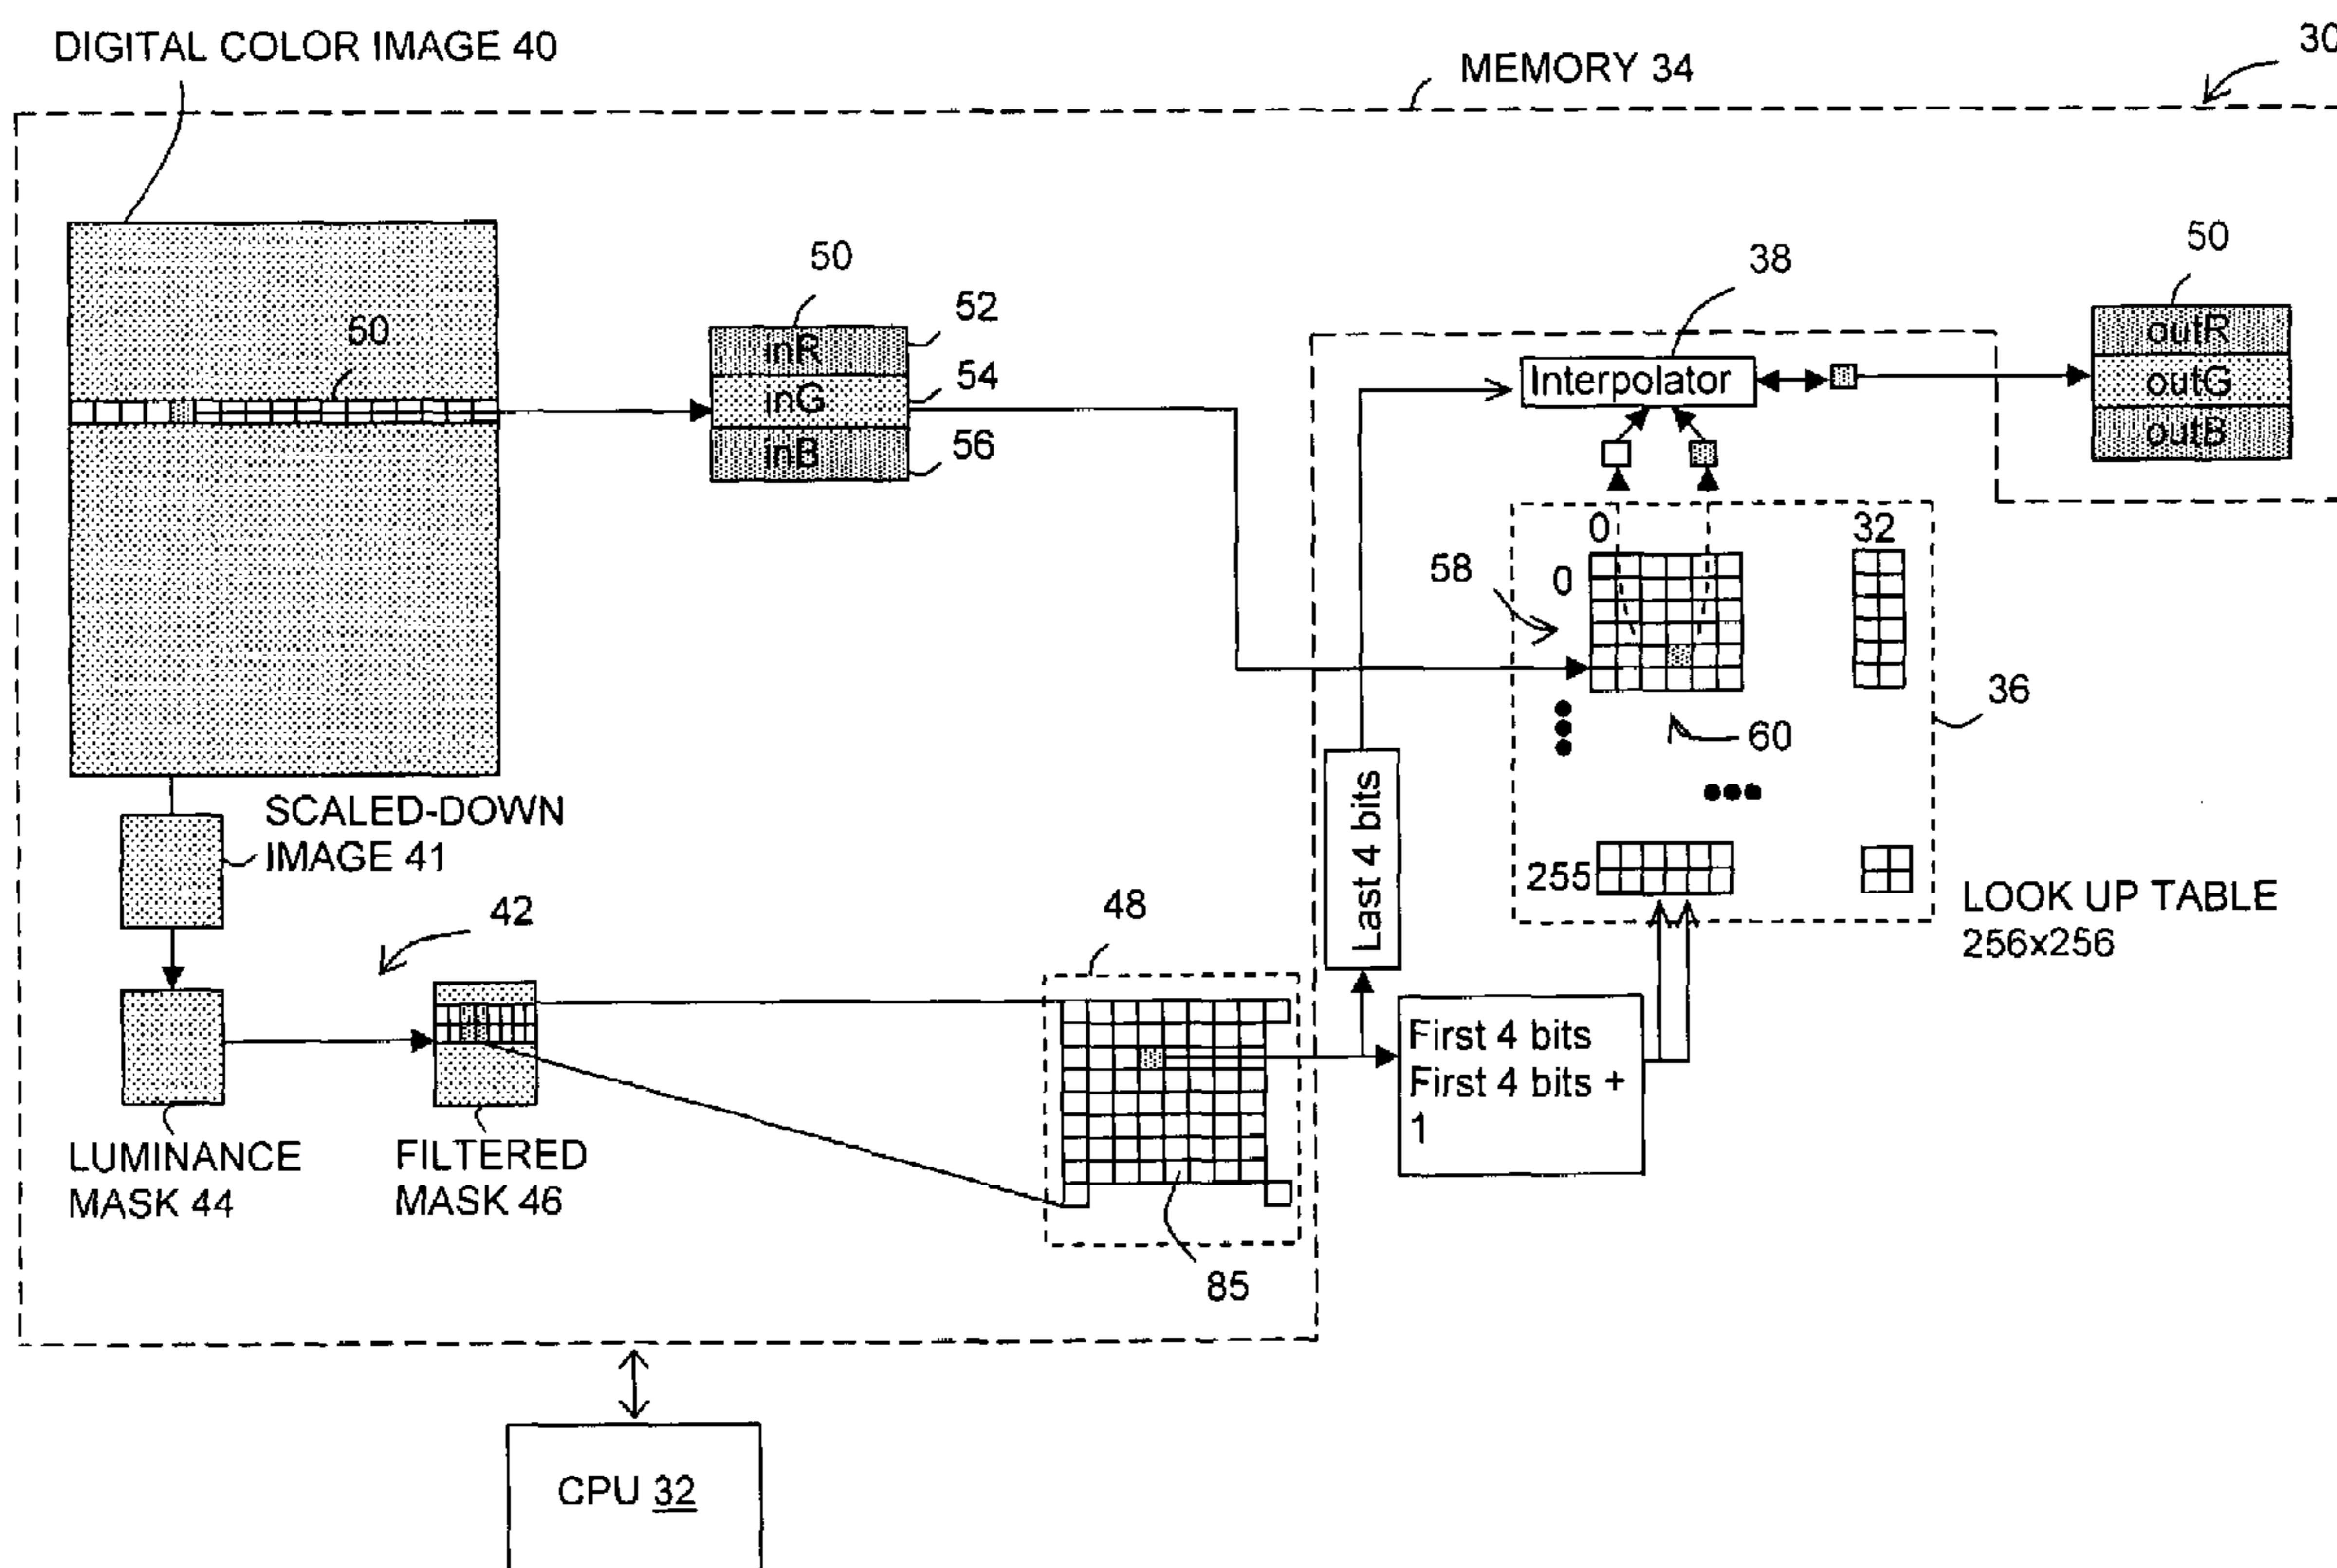 DIGITAL COLOR IMAGE 40
MEMORY 34
30
50
50
52
inR
54
inG
56
inB
38
Interpolator
50
outR
outG
outB
0
32
58
0
36
60
255
LOOK UP TABLE
256x256
Last 4 bits
SCALED-DOWN
IMAGE 41
42
48
First 4 bits
First 4 bits +
1
LUMINANCE
MASK 44
FILTERED
MASK 46
85
CPU 32